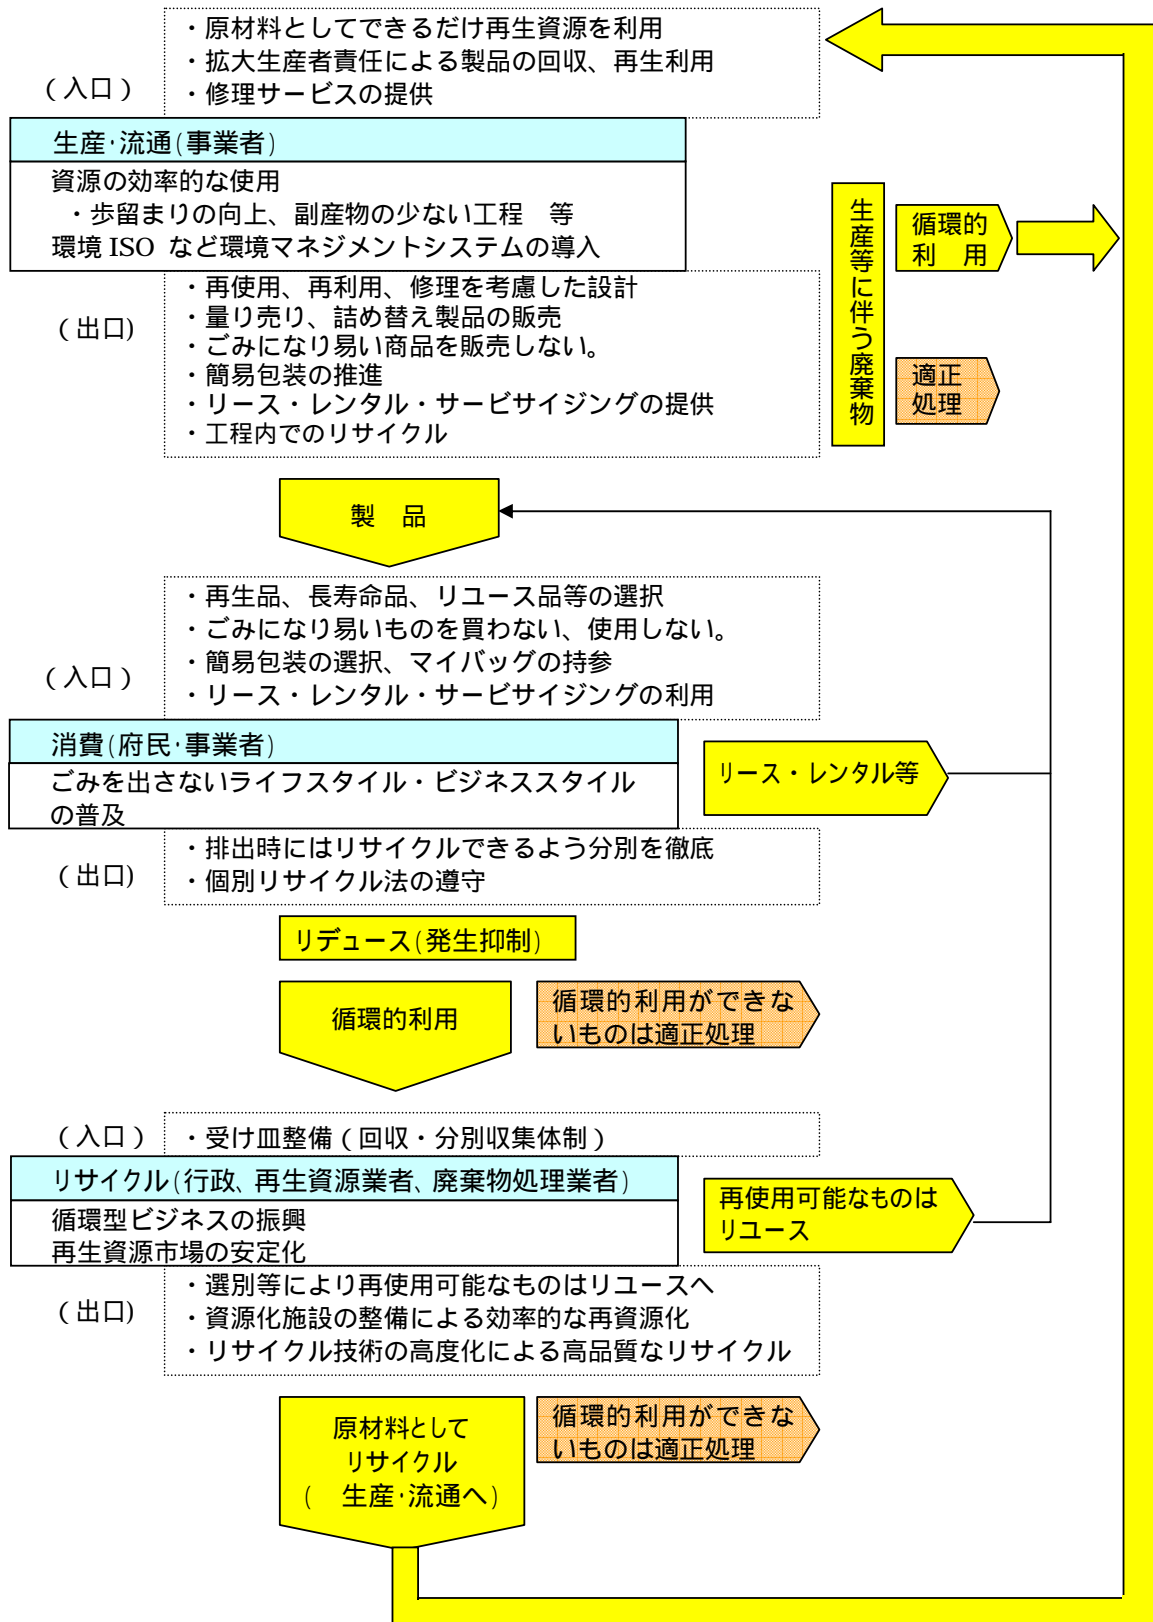 ・原材料としてできるだけ再生資源を利用
・拡大生産者責任による製品の回収、再生利用
・修理サービスの提供
（入口）
生産・流通(事業者)
資源の効率的な使用
・歩留まりの向上、副産物の少ない工程　等
環境 ISO などの環境マネジメントシステムの導入
・再使用、再利用、修理を考慮した設計
・量り売り、詰め替え製品の販売
・ごみになり易い商品を販売しない。
・簡易包装の推進
・リース・レンタル・サービサイジングの提供
・工程内でのリサイクル
（出口)
生産等に伴う廃棄物
循環的
利　用
適正
処理
製　品
・再生品、長寿命品、リユース品等の選択
・ごみになり易いものを買わない、使用しない。
・簡易包装の選択、マイバッグの持参
・リース・レンタル・サービサイジングの利用
（入口）
消費(府民・事業者)
ごみを出さないライフスタイル・ビジネススタイル
の普及
リース・レンタル等
・排出時にはリサイクルできるよう分別を徹底
・個別リサイクル法の遵守
（出口)
リデュース(発生抑制)
循環的利用
循環的利用ができな
いものは適正処理
（入口）
・受け皿整備（回収・分別収集体制）
リサイクル(行政、再生資源業者、廃棄物処理業者)
循環型ビジネスの振興
再生資源市場の安定化
再使用可能なものは
リユース
・選別等により再使用可能なものはリユースへ
・資源化施設の整備による効率的な再資源化
・リサイクル技術の高度化による高品質なリサイクル
（出口)
原材料として
リサイクル
(　生産・流通へ)
循環的利用ができな
いものは適正処理